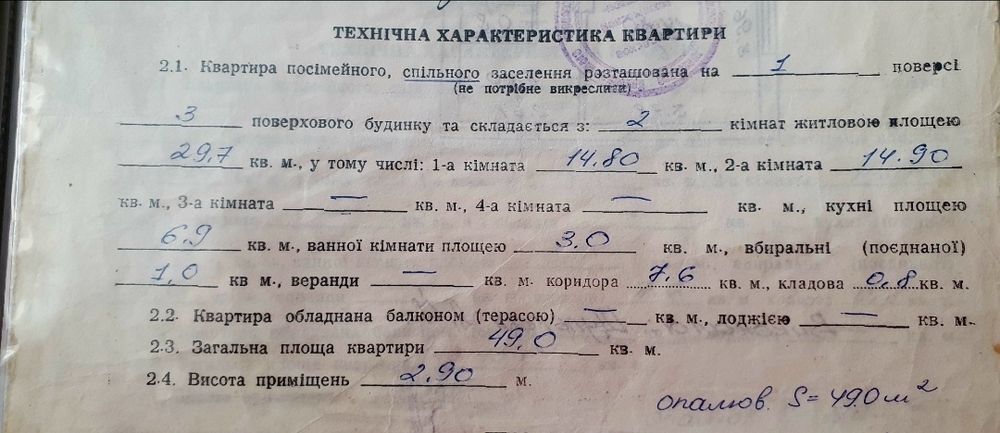 ТЕХНІЧНА ХАРАКТЕРИСТИКА КВАРТИРИ
2.1. Квартира посімейного, спільного заселення розташована на 1 поверсі
(не потрібне викреслити)
3 поверхового будинку та складається з: 2 кімнат житловою площею
29,7 кв. м., у тому числі: 1-а кімната 14.80 кв. м., 2-а кімната 14.90
кв. м., 3-а кімната — кв. м., 4-а кімната — кв. м., кухні площею
6.9 кв. м., ванної кімнати площею 3.0 кв. м., вбиральні (поєднаної)
1,0 кв м., веранди — кв. м. коридора 7.6 кв. м., кладова 0.8 кв. м.
2.2. Квартира обладнана балконом (терасою) — кв. м., лоджією — кв. м.
2.3. Загальна площа квартири 49,0 кв. м.
2.4. Висота приміщень 2.90 м.
опалюв. S = 49.0 м²